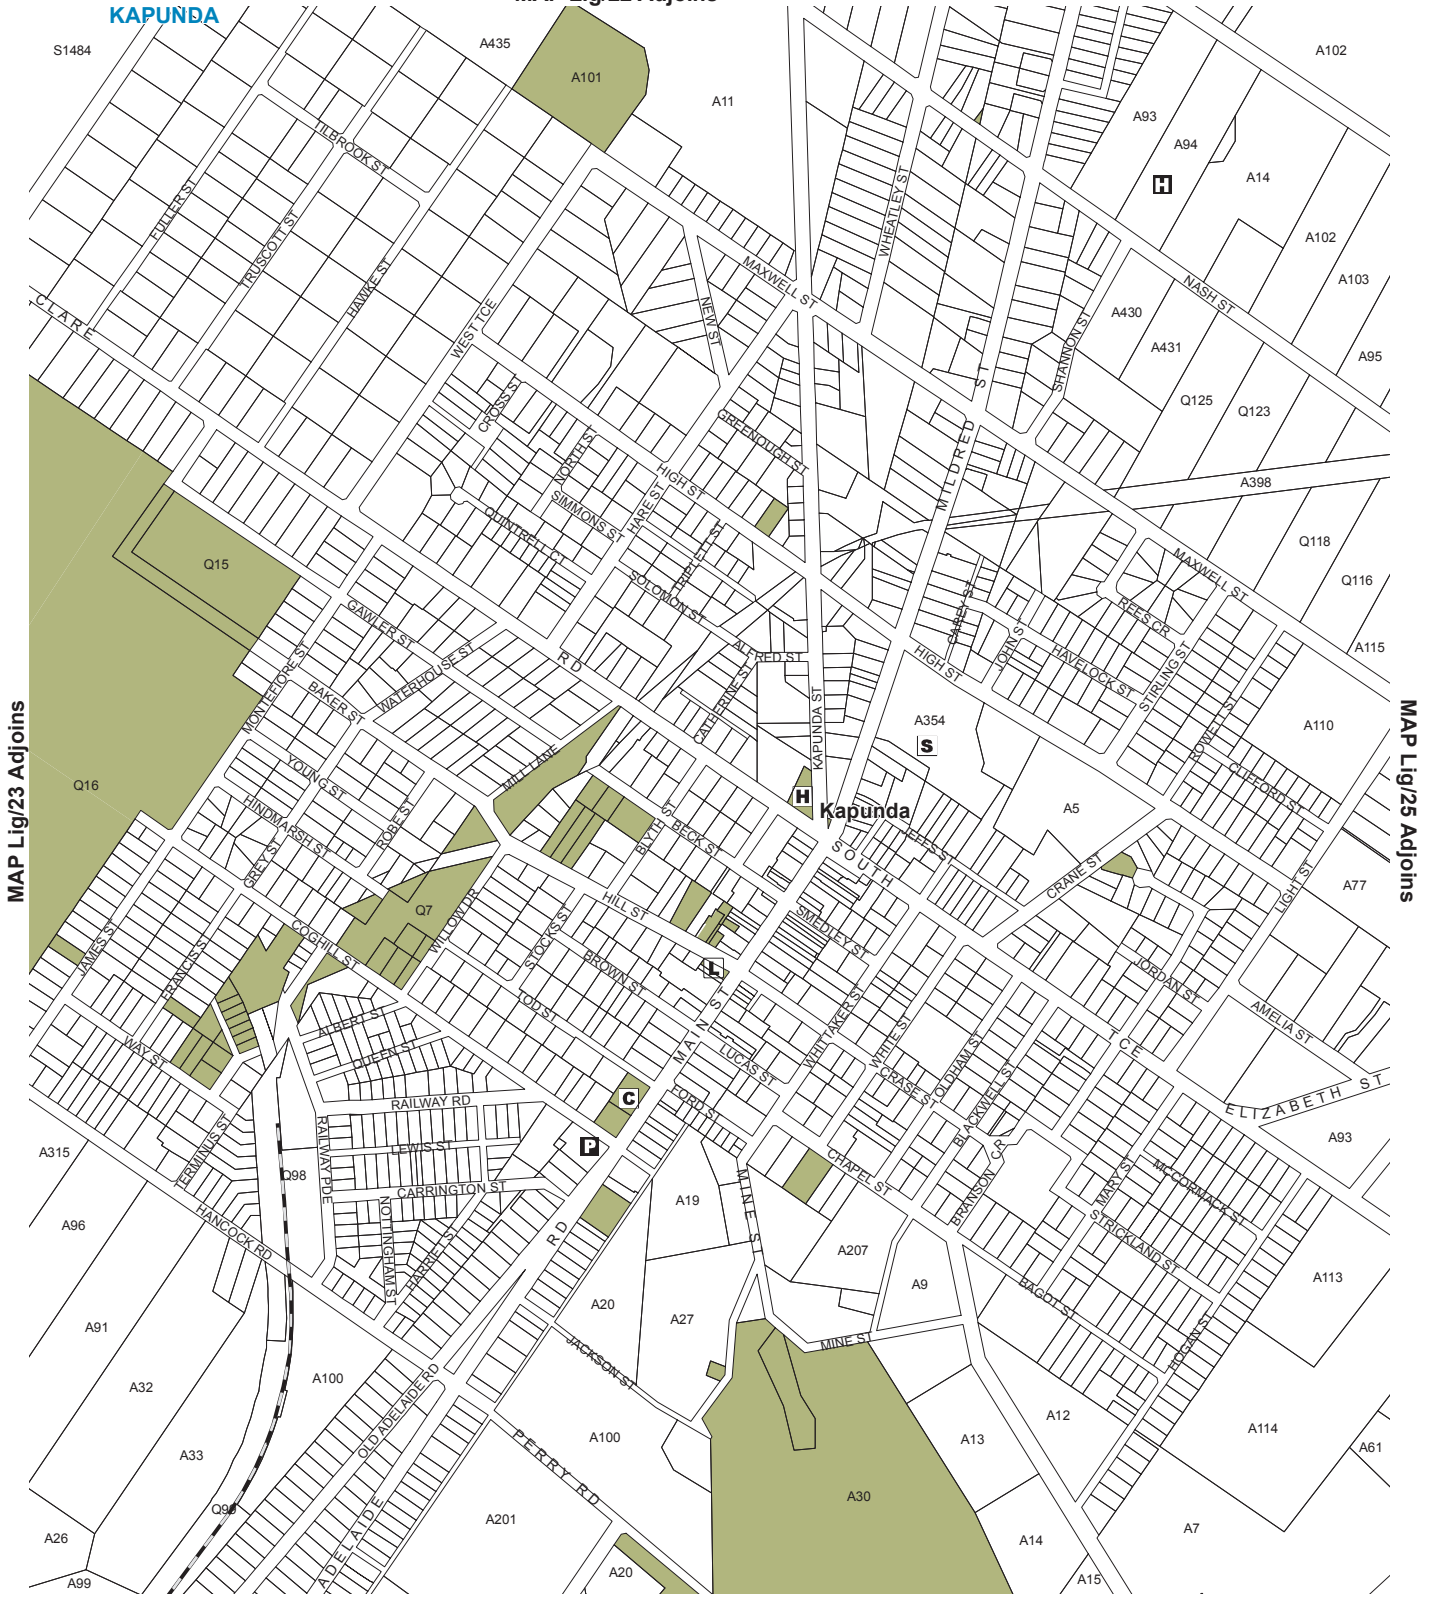 KAPUNDA
S1484
A435
A101
A11
A102
A93
A94
A14
H
TILBROOK ST
FULLER ST
TRUSCOTT ST
HAWKE ST
WEST TCE
WHEATLEY ST
MAXWELL ST
NEW ST
NASH ST
A102
A103
A430
A431
A95
SHANNON ST
Q125
Q123
CLARE
CROSS ST
NORTH ST
GREENOUGH ST
HIGH ST
HARE ST
SIMMONS ST
QUINTRELL CT
MILDRED ST
A398
Q118
Q116
A115
Q15
TRIPLETT ST
SOLOMON ST
ALFRED ST
CATHERINE ST
KAPUNDA ST
CAREY ST
JOHN ST
HIGH ST
HAVELOCK ST
REES CR
MAXWELL ST
STIRLING ST
ROWETT ST
CLIFFORD ST
A110
GAWLER ST
WATERHOUSE ST
RD
BAKER ST
MONTEFIORE ST
MAP Lig/23 Adjoins
MAP Lig/25 Adjoins
A354
S
Q16
YOUNG ST
HINDMARSH ST
ROBE ST
GREY ST
MILL LANE
H
Kapunda
A5
BLYTH ST
BECK ST
SOUTH
JEFFS ST
CRANE ST
LIGHT ST
A77
Q7
WILLOW DR
HILL ST
STOCKS ST
BROWN ST
SMEDLEY ST
L
COGHILL ST
JAMES ST
FRANCIS ST
TOD ST
MAIN ST
JORDAN ST
AMELIA ST
TCE
ELIZABETH ST
ALBERT ST
QUEEN ST
WAY ST
LUCAS ST
WHITTAKER ST
WHITE ST
CRASE ST
OLDHAM ST
BLACKWELL ST
C
FORD ST
RAILWAY RD
LEWIS ST
P
CARRINGTON ST
RAILWAY PDE
NOTTINGHAM ST
HARRIET ST
TERMINUS ST
Q98
HANCOCK RD
A315
A96
A93
CHAPEL ST
BRANSON CR
MARY ST
MCCORMACK ST
STRICKLAND ST
A19
MINE ST
A207
A9
RD
A20
A27
A113
BAGOT ST
HOGAN ST
MINE ST
JACKSON ST
A91
A32
A100
OLD ADELAIDE RD
A33
A100
A12
A13
A114
A61
PERRY RD
A30
Q99
A201
ADELAIDE
A26
A99
A20
A14
A15
A7